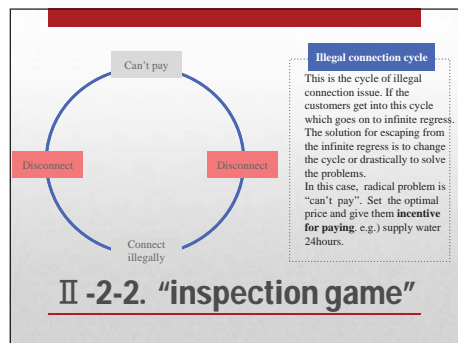 Can't pay
Disconnect
Disconnect
Connect
illegally
Illegal connection cycle
This is the cycle of illegal
connection issue. If the
customers get into this cycle
which goes on to infinite regress.
The solution for escaping from
the infinite regress is to change
the cycle or drastically to solve
the problems.
In this case, radical problem is
“can't pay”. Set the optimal
price and give them incentive
for paying. e.g.) supply water
24hours.
Ⅱ-2-2. “inspection game”